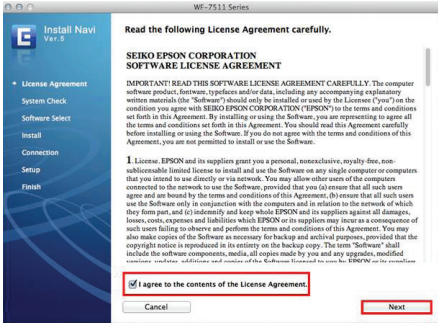 WF-7511 Series
E
Install Navi
Ver.5
License Agreement
System Check
Software Select
Install
Connection
Setup
Finish
Read the following License Agreement carefully.
SEIKO EPSON CORPORATION
SOFTWARE LICENSE AGREEMENT
IMPORTANT! READ THIS SOFTWARE LICENSE AGREEMENT CAREFULLY. The computer
software product, fontware, typefaces and/or data, including any accompanying explanatory
written materials (the "Software") should only be installed or used by the Licensee ("you") on the
condition you agree with SEIKO EPSON CORPORATION ("EPSON") to the terms and conditions
set forth in this Agreement. By installing or using the Software, you are representing to agree all
the terms and conditions set forth in this Agreement. You should read this Agreement carefully
before installing or using the Software. If you do not agree with the terms and conditions of this
Agreement, you are not permitted to install or use the Software.
1. License. EPSON and its suppliers grant you a personal, nonexclusive, royalty-free, non-
sublicensable limited license to install and use the Software on any single computer or computers
that you intend to use directly or via network. You may allow other users of the computers
connected to the network to use the Software, provided that you (a) ensure that all such users
agree and are bound by the terms and conditions of this Agreement, (b) ensure that all such users
use the Software only in conjunction with the computers and in relation to the network of which
they form part, and (c) indemnify and keep whole EPSON and its suppliers against all damages,
losses, costs, expenses and liabilities which EPSON or its suppliers may incur as a consequence of
such users failing to observe and perform the terms and conditions of this Agreement. You may
also make copies of the Software as necessary for backup and archival purposes, provided that the
copyright notice is reproduced in its entirety on the backup copy. The term "Software" shall
include the software components, media, all copies made by you and any upgrades, modified
versions, updates, additions and copies of the Software licensed to you by EPSON or its suppliers
I agree to the contents of the License Agreement.
Cancel
Next